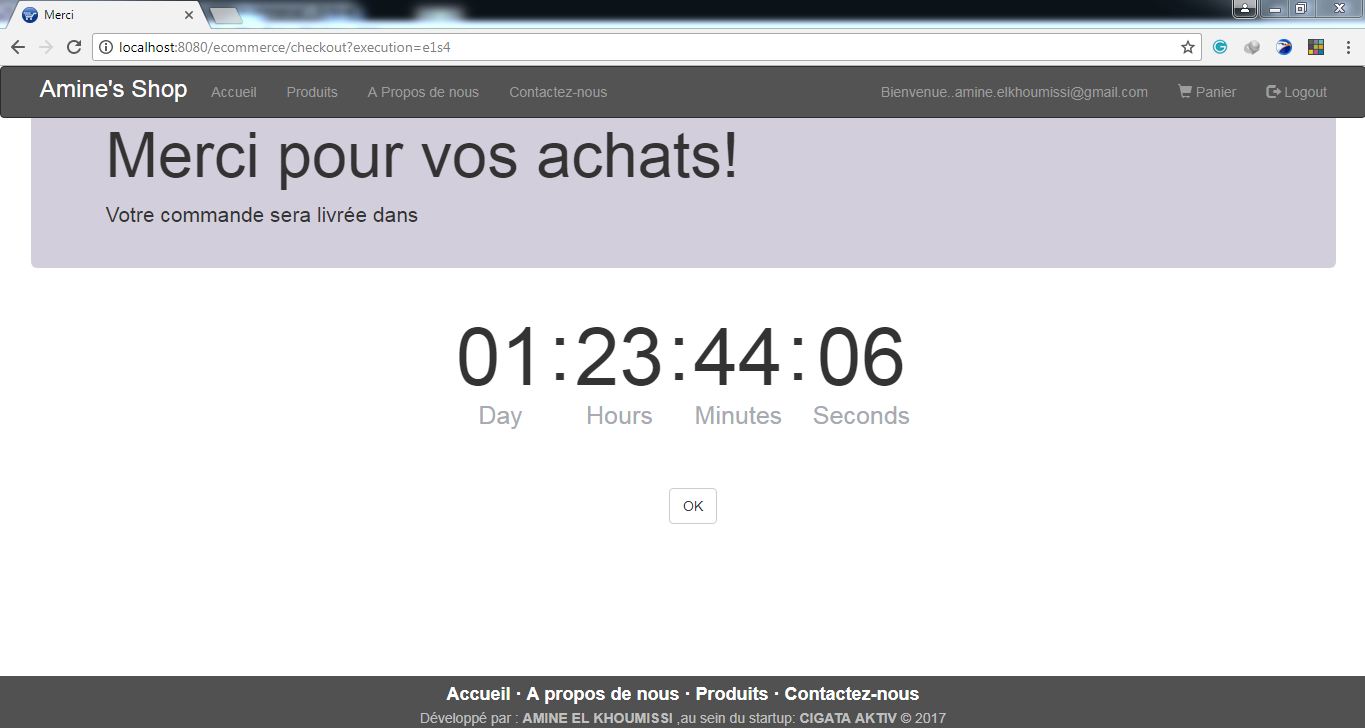 Merci
localhost:8080/ecommerce/checkout?execution=e1s4
Amine's Shop Accueil Produits A Propos de nous Contactez-nous Bienvenue..amine.elkhoumissi@gmail.com Panier Logout
Merci pour vos achats!
Votre commande sera livrée dans
01:23:44:06
Day Hours Minutes Seconds
OK
Accueil · A propos de nous · Produits · Contactez-nous
Développé par : AMINE EL KHOUMISSI ,au sein du startup: CIGATA AKTIV © 2017